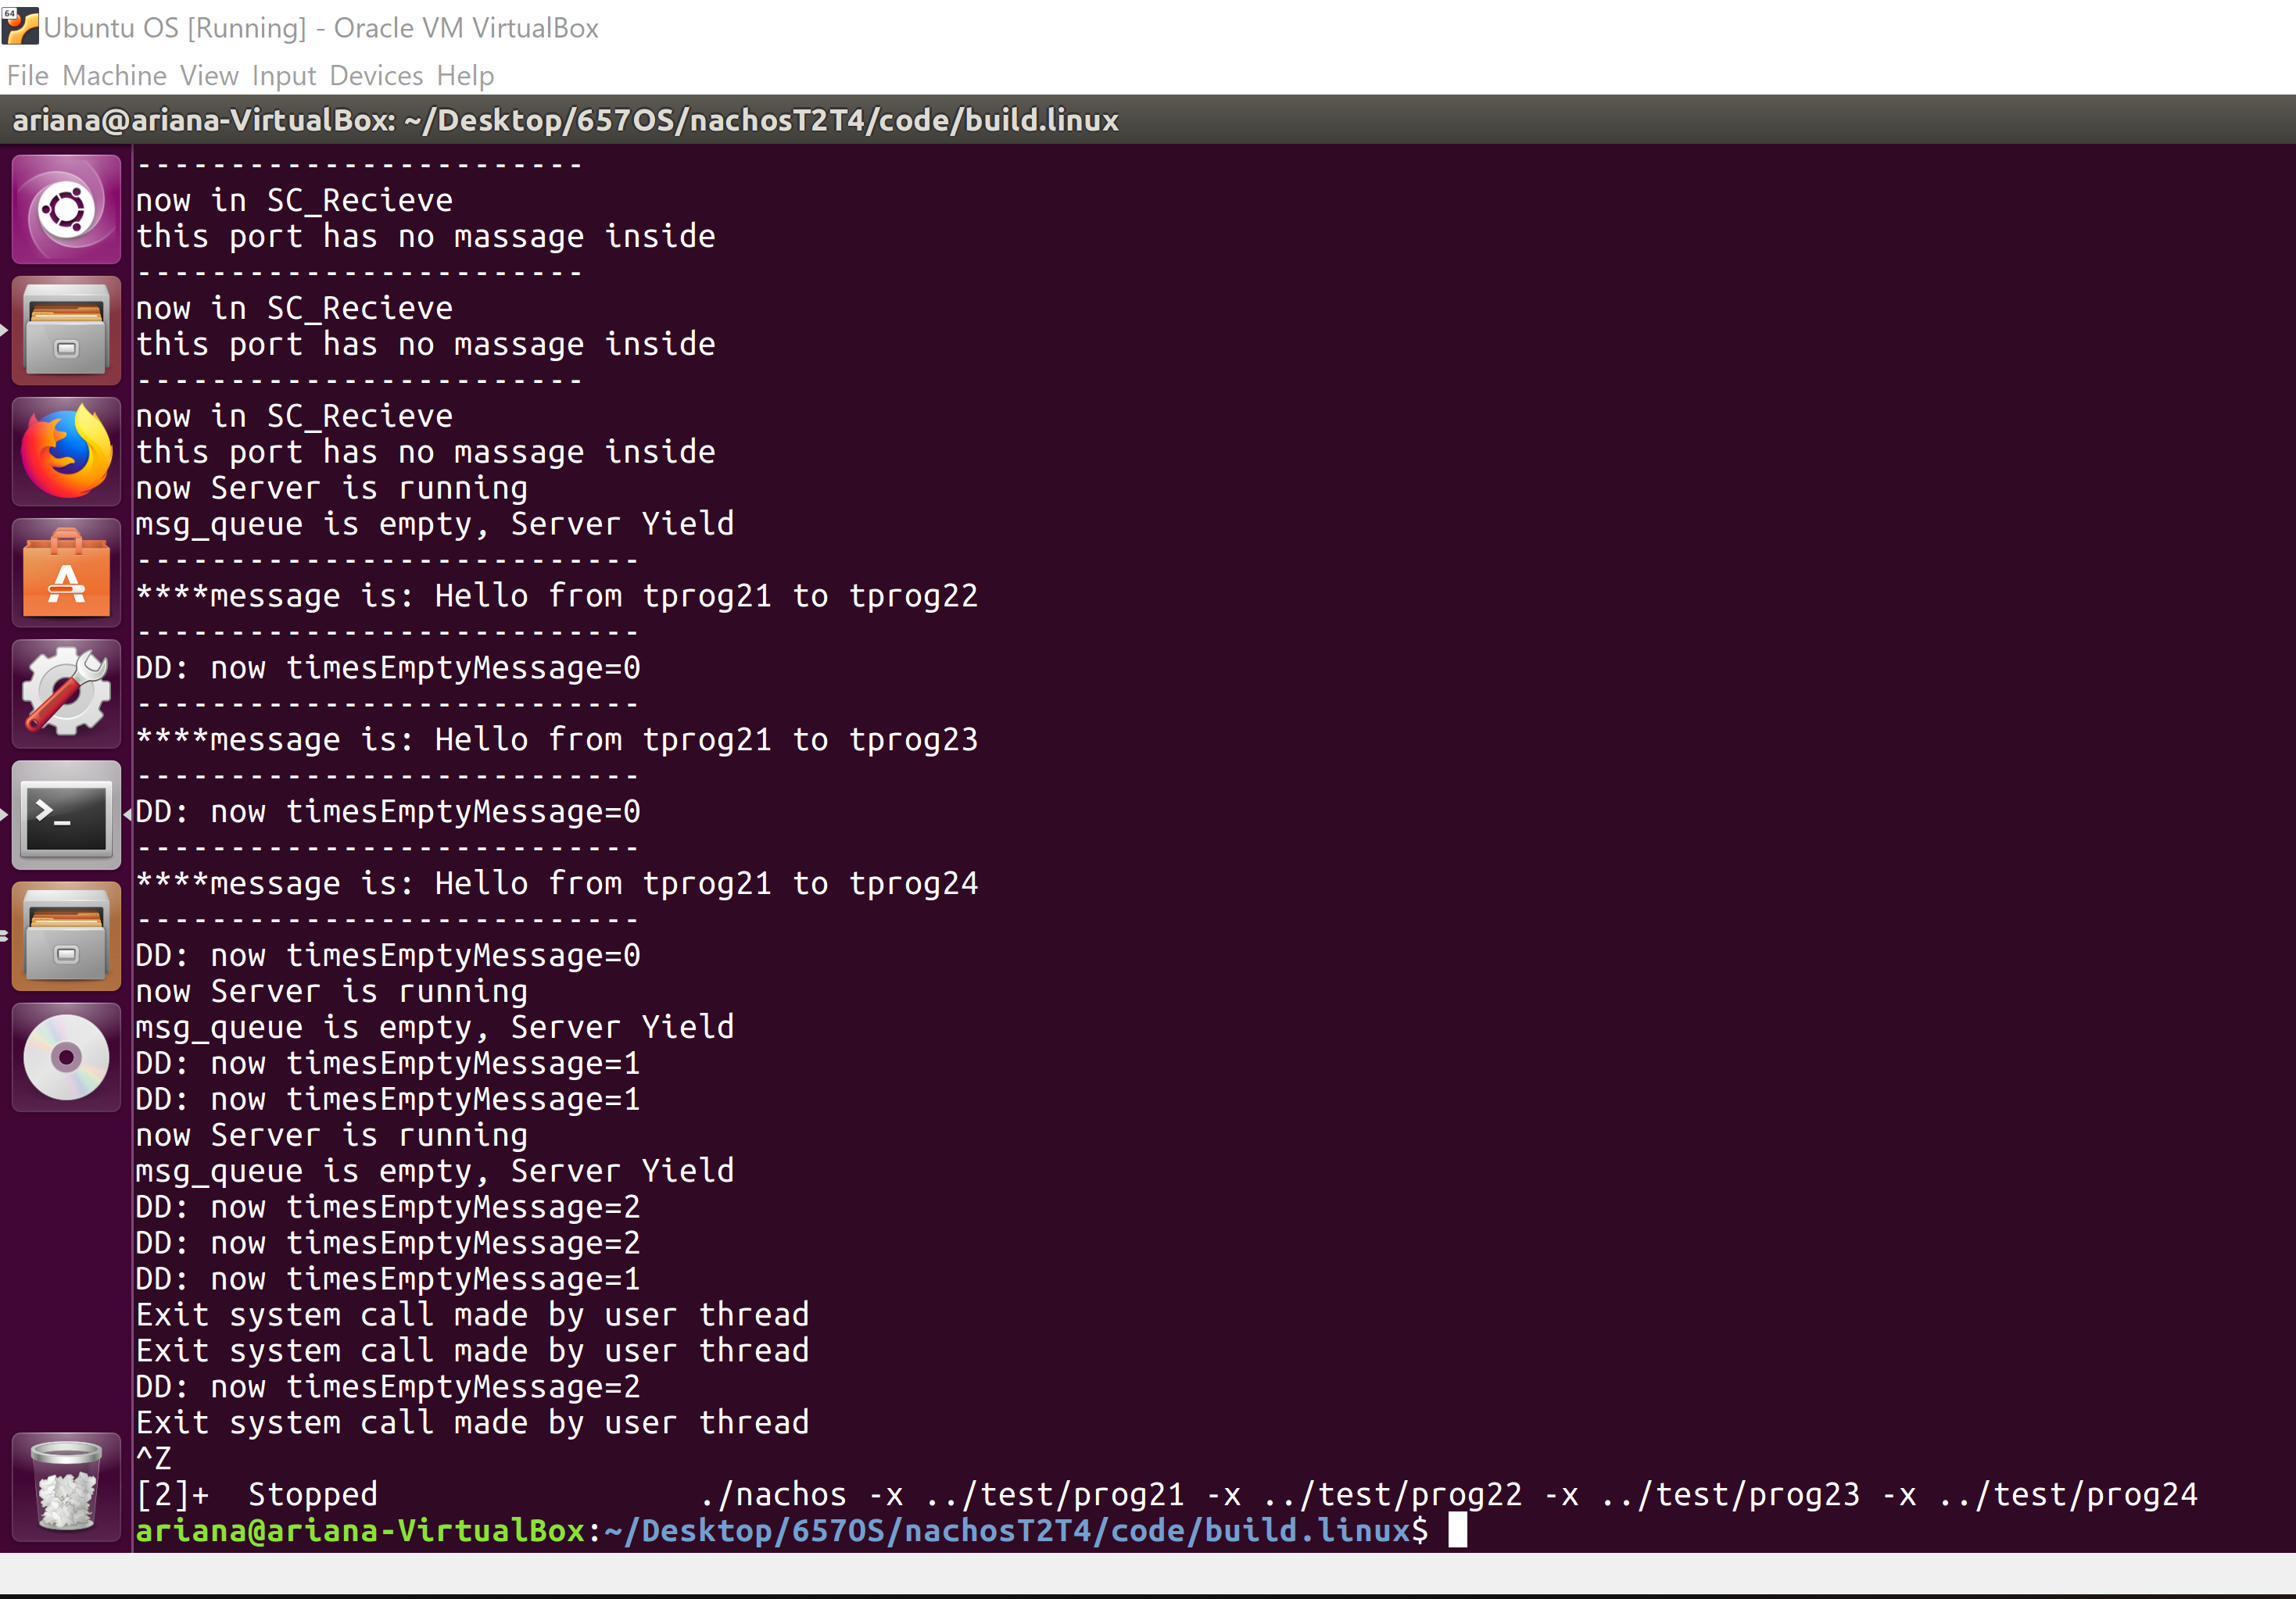 64
Ubuntu OS [Running] - Oracle VM VirtualBox
File Machine View Input Devices Help
ariana@ariana-VirtualBox: ~/Desktop/657OS/nachosT2T4/code/build.linux
------------------------
now in SC_Recieve
this port has no massage inside
------------------------
now in SC_Recieve
this port has no massage inside
------------------------
now in SC_Recieve
this port has no massage inside
now Server is running
msg_queue is empty, Server Yield
---------------------------
****message is: Hello from tprog21 to tprog22
---------------------------
DD: now timesEmptyMessage=0
---------------------------
****message is: Hello from tprog21 to tprog23
---------------------------
DD: now timesEmptyMessage=0
---------------------------
****message is: Hello from tprog21 to tprog24
---------------------------
DD: now timesEmptyMessage=0
now Server is running
msg_queue is empty, Server Yield
DD: now timesEmptyMessage=1
DD: now timesEmptyMessage=1
now Server is running
msg_queue is empty, Server Yield
DD: now timesEmptyMessage=2
DD: now timesEmptyMessage=2
DD: now timesEmptyMessage=1
Exit system call made by user thread
Exit system call made by user thread
DD: now timesEmptyMessage=2
Exit system call made by user thread
^Z
[2]+  Stopped                 ./nachos -x ../test/prog21 -x ../test/prog22 -x ../test/prog23 -x ../test/prog24
ariana@ariana-VirtualBox:~/Desktop/657OS/nachosT2T4/code/build.linux$